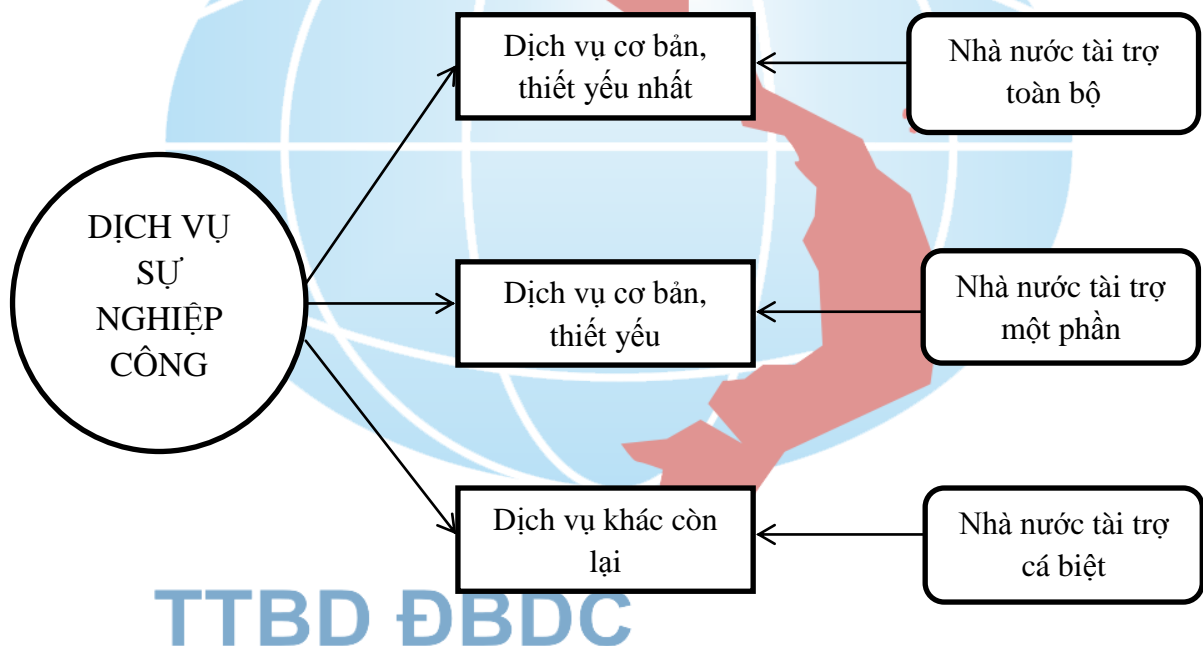 DỊCH VỤ
SỰ
NGHIỆP
CÔNG
Dịch vụ cơ bản,
thiết yếu nhất
Nhà nước tài trợ
toàn bộ
Dịch vụ cơ bản,
thiết yếu
Nhà nước tài trợ
một phần
Dịch vụ khác còn
lại
Nhà nước tài trợ
cá biệt
TTBD ĐBDC